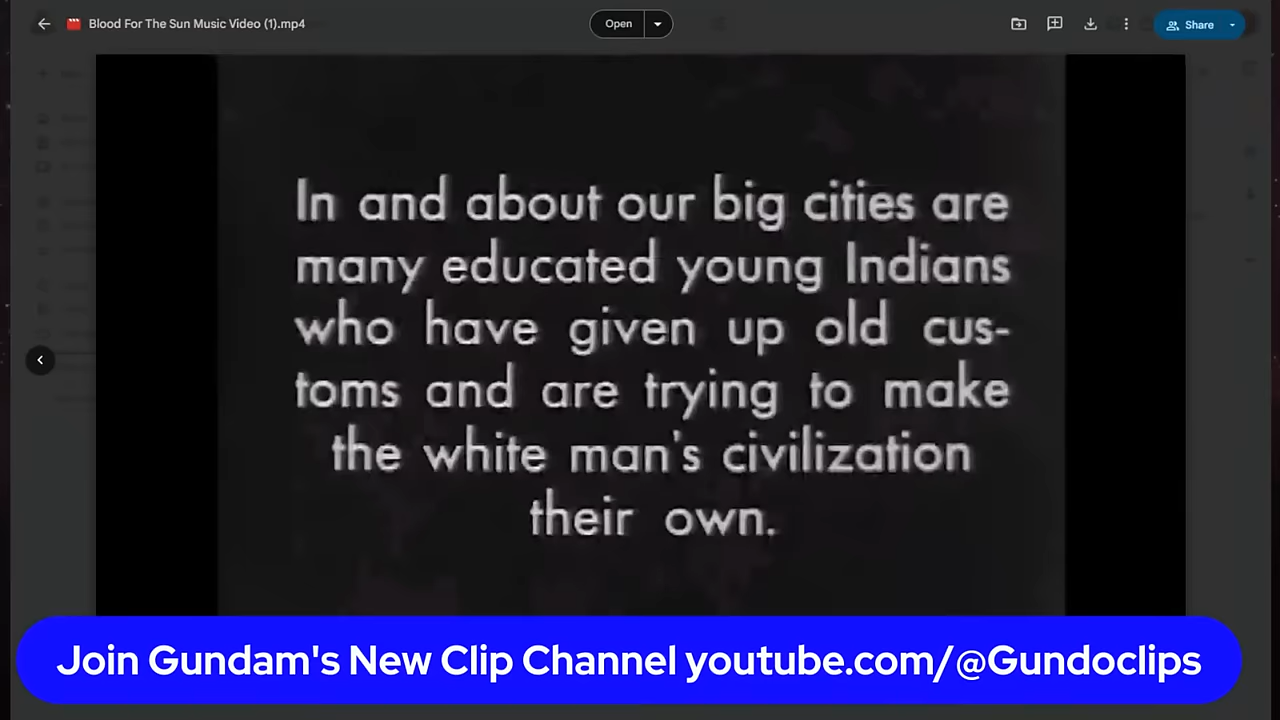 Blood For The Sun Music Video (1).mp4
Open
Share
In and about our big cities are
many educated young Indians
who have given up old cus-
toms and are trying to make
the white man's civilization
their own.
Join Gundam's New Clip Channel youtube.com/@Gundoclips